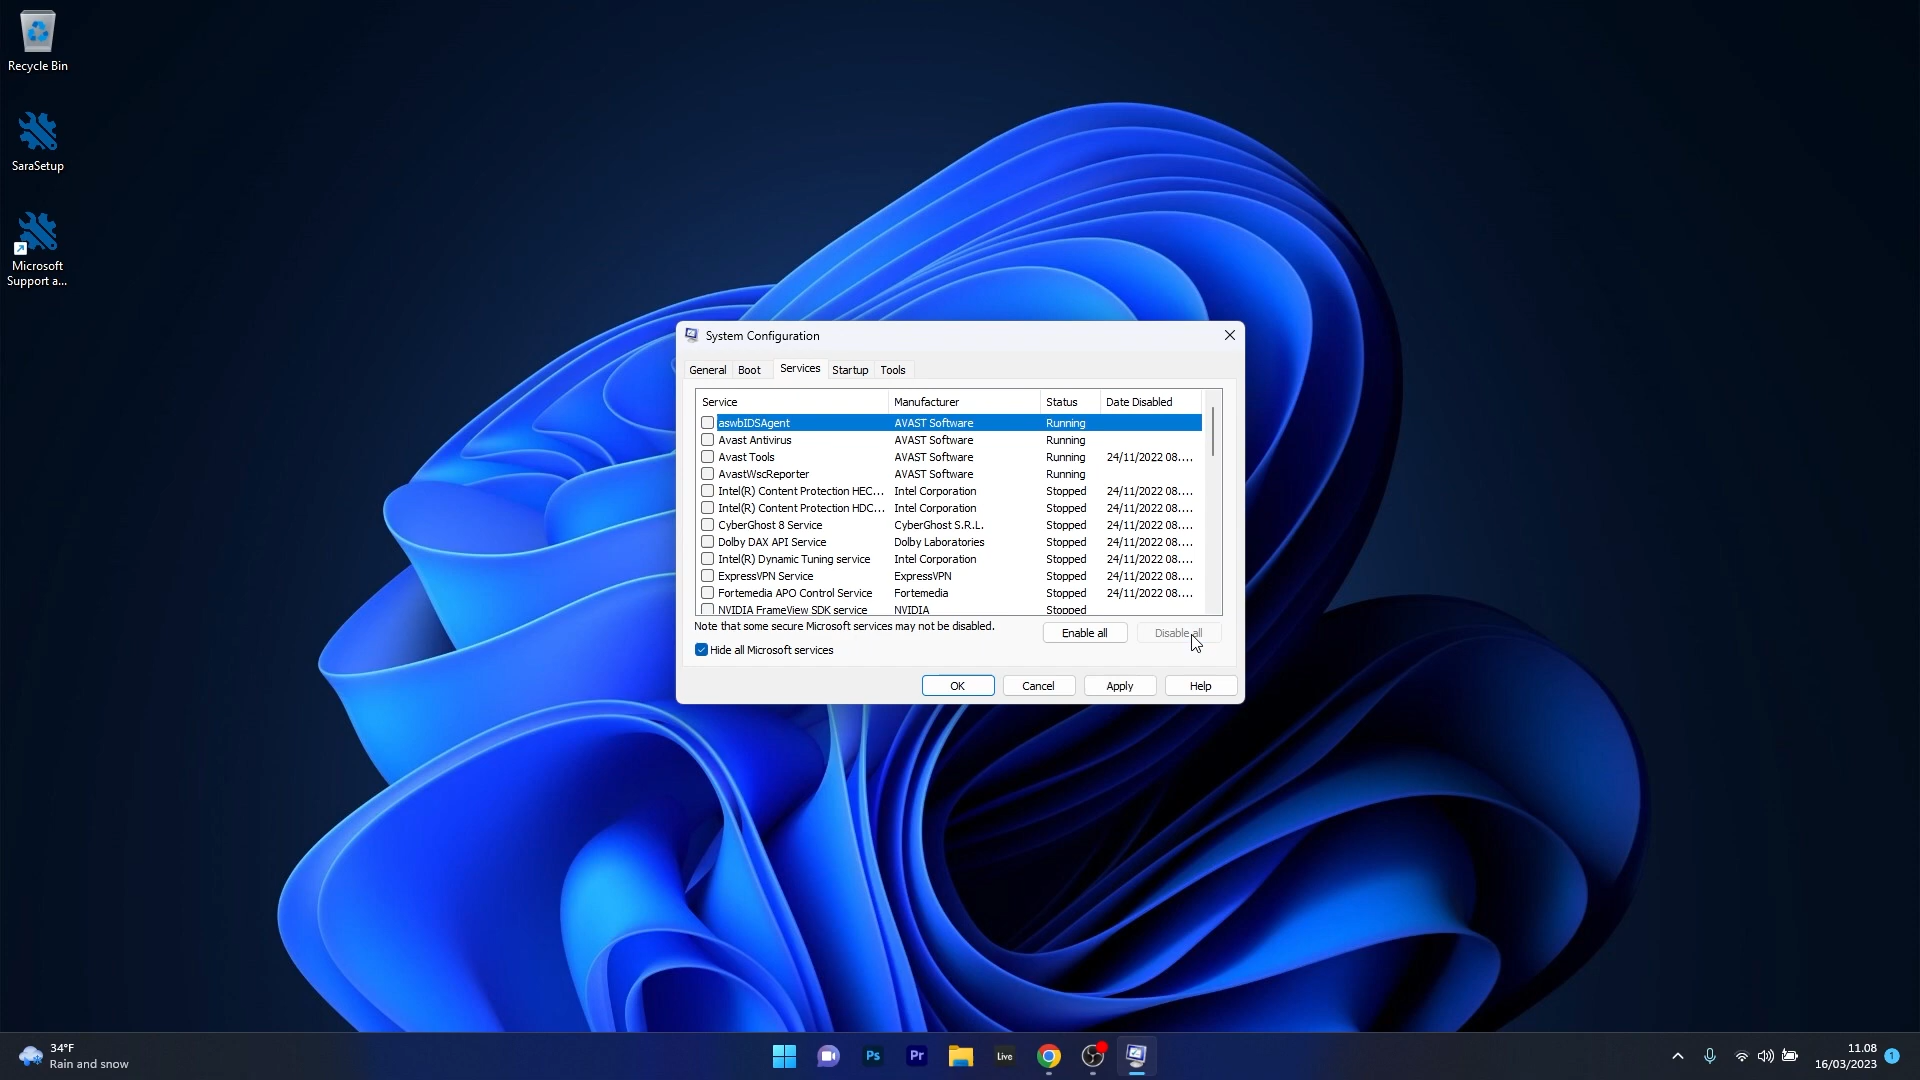 Recycle Bin
SaraSetup
Microsoft
Support a...
System Configuration
General Boot Services Startup Tools
Service Manufacturer Status Date Disabled
aswbIDSAgent AVAST Software Running
Avast Antivirus AVAST Software Running
Avast Tools AVAST Software Running 24/11/2022 08....
AvastWscReporter AVAST Software Running
Intel(R) Content Protection HEC... Intel Corporation Stopped 24/11/2022 08....
Intel(R) Content Protection HDC... Intel Corporation Stopped 24/11/2022 08....
CyberGhost 8 Service CyberGhost S.R.L. Stopped 24/11/2022 08....
Dolby DAX API Service Dolby Laboratories Stopped 24/11/2022 08....
Intel(R) Dynamic Tuning service Intel Corporation Stopped 24/11/2022 08....
ExpressVPN Service ExpressVPN Stopped 24/11/2022 08....
Fortemedia APO Control Service Fortemedia Stopped 24/11/2022 08....
NVIDIA FrameView SDK service NVIDIA Stopped
Note that some secure Microsoft services may not be disabled.
Enable all Disable all
Hide all Microsoft services
OK Cancel Apply Help
34°F
Rain and snow
Ps Pr Live
11.08
16/03/2023
1